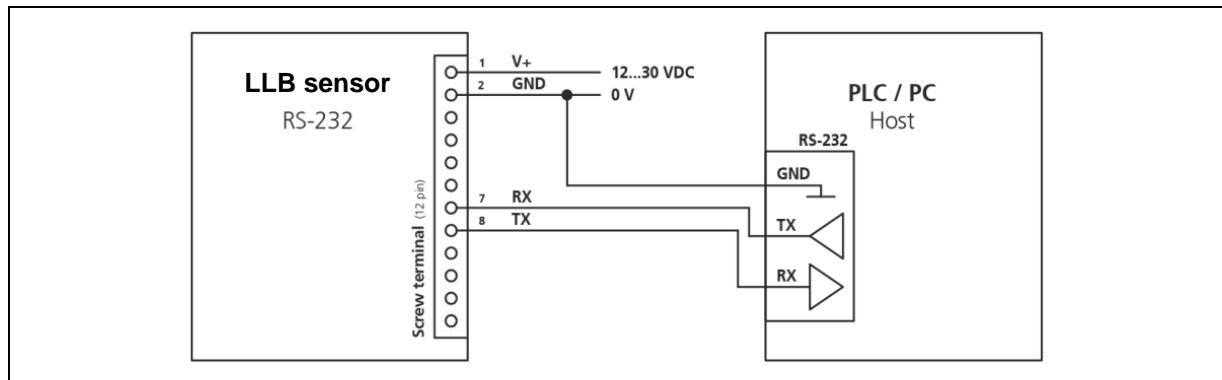 LLB sensor
RS-232
Screw terminal (12 pin)
1 V+ 12...30 VDC
2 GND 0 V
7 RX
8 TX
PLC / PC
Host
RS-232
GND
TX
RX